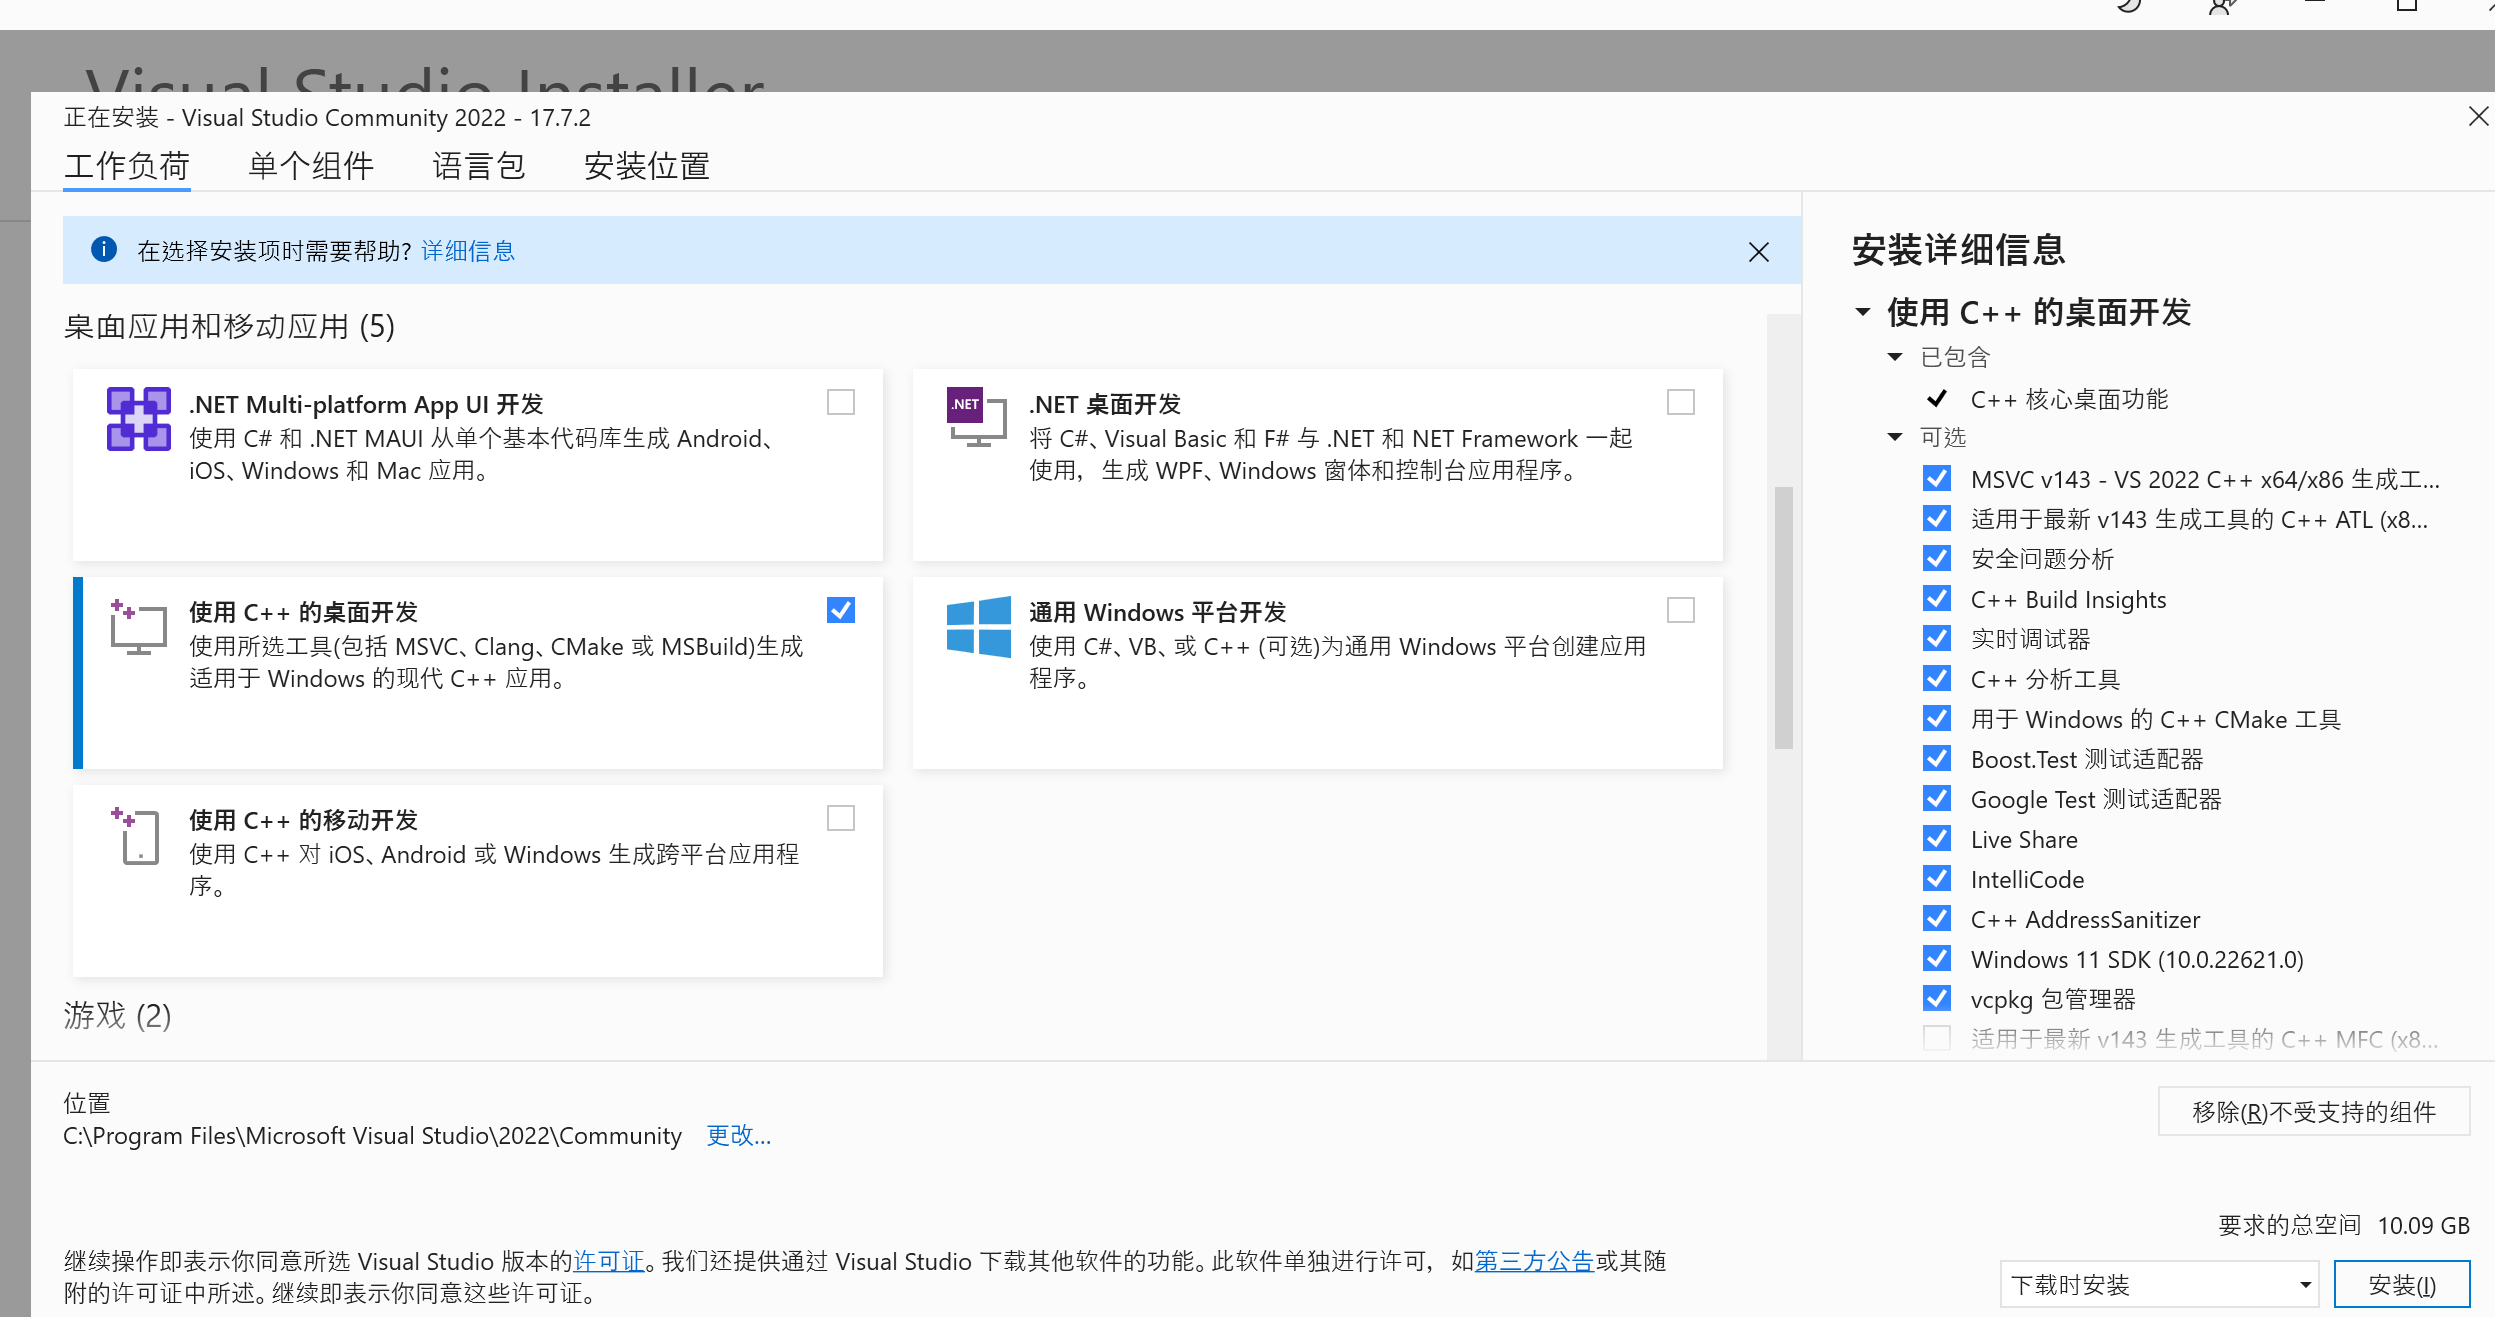 Visual Studio Installer
正在安装 - Visual Studio Community 2022 - 17.7.2
工作负荷 单个组件 语言包 安装位置
在选择安装项时需要帮助? 详细信息
桌面应用和移动应用 (5)
.NET Multi-platform App UI 开发
使用 C# 和 .NET MAUI 从单个基本代码库生成 Android、
iOS、Windows 和 Mac 应用。
.NET
.NET 桌面开发
将 C#、Visual Basic 和 F# 与 .NET 和 NET Framework 一起
使用，生成 WPF、Windows 窗体和控制台应用程序。
使用 C++ 的桌面开发
使用所选工具(包括 MSVC、Clang、CMake 或 MSBuild)生成
适用于 Windows 的现代 C++ 应用。
通用 Windows 平台开发
使用 C#、VB、或 C++ (可选)为通用 Windows 平台创建应用
程序。
使用 C++ 的移动开发
使用 C++ 对 iOS、Android 或 Windows 生成跨平台应用程
序。
游戏 (2)
安装详细信息
使用 C++ 的桌面开发
已包含
C++ 核心桌面功能
可选
MSVC v143 - VS 2022 C++ x64/x86 生成工...
适用于最新 v143 生成工具的 C++ ATL (x8...
安全问题分析
C++ Build Insights
实时调试器
C++ 分析工具
用于 Windows 的 C++ CMake 工具
Boost.Test 测试适配器
Google Test 测试适配器
Live Share
IntelliCode
C++ AddressSanitizer
Windows 11 SDK (10.0.22621.0)
vcpkg 包管理器
适用于最新 v143 生成工具的 C++ MFC (x8...
位置
C:\Program Files\Microsoft Visual Studio\2022\Community 更改...
移除(R)不受支持的组件
要求的总空间 10.09 GB
继续操作即表示你同意所选 Visual Studio 版本的许可证。我们还提供通过 Visual Studio 下载其他软件的功能。此软件单独进行许可，如第三方公告或其随
附的许可证中所述。继续即表示你同意这些许可证。
下载时安装 安装(I)